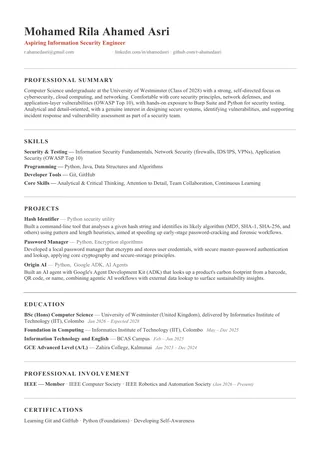 Mohamed Rila Ahamed Asri
Aspiring Information Security Engineer
r.ahamedasri@gmail.com linkedin.com/in/ahamedasri · github.com/r-ahamedasri
PROFESSIONAL SUMMARY
Computer Science undergraduate at the University of Westminster (Class of 2028) with a strong, self-directed focus on
cybersecurity, cloud computing, and networking. Comfortable with core security principles, network defenses, and
application-layer vulnerabilities (OWASP Top 10), with hands-on exposure to Burp Suite and Python for security testing.
Analytical and detail-oriented, with a genuine interest in designing secure systems, identifying vulnerabilities, and supporting
incident response and vulnerability assessment as part of a security team.
SKILLS
Security & Testing — Information Security Fundamentals, Network Security (firewalls, IDS/IPS, VPNs), Application
Security (OWASP Top 10)
Programming — Python, Java, Data Structures and Algorithms
Developer Tools — Git, GitHub
Core Skills — Analytical & Critical Thinking, Attention to Detail, Team Collaboration, Continuous Learning
PROJECTS
Hash Identifier — Python security utility
Built a command-line tool that analyses a given hash string and identifies its likely algorithm (MD5, SHA-1, SHA-256, and
others) using pattern and length heuristics, aimed at speeding up early-stage password-cracking and forensic workflows.
Password Manager — Python, Encryption algorithms
Developed a local password manager that encrypts and stores user credentials, with secure master-password authentication
and lookup, applying core cryptography and secure-storage principles.
Origin AI — Python, Google ADK, AI Agents
Built an AI agent with Google's Agent Development Kit (ADK) that looks up a product's carbon footprint from a barcode,
QR code, or name, combining agentic AI workflows with external data lookup to surface sustainability insights.
EDUCATION
BSc (Hons) Computer Science — University of Westminster (United Kingdom), delivered by Informatics Institute of
Technology (IIT), Colombo · Jan 2026 – Expected 2028
Foundation in Computing — Informatics Institute of Technology (IIT), Colombo · May – Dec 2025
Information Technology and English — BCAS Campus · Feb – Jun 2025
GCE Advanced Level (A/L) — Zahira College, Kalmunai · Jan 2023 – Dec 2024
PROFESSIONAL INVOLVEMENT
IEEE — Member · IEEE Computer Society · IEEE Robotics and Automation Society (Jan 2026 – Present)
CERTIFICATIONS
Learning Git and GitHub · Python (Foundations) · Developing Self-Awareness